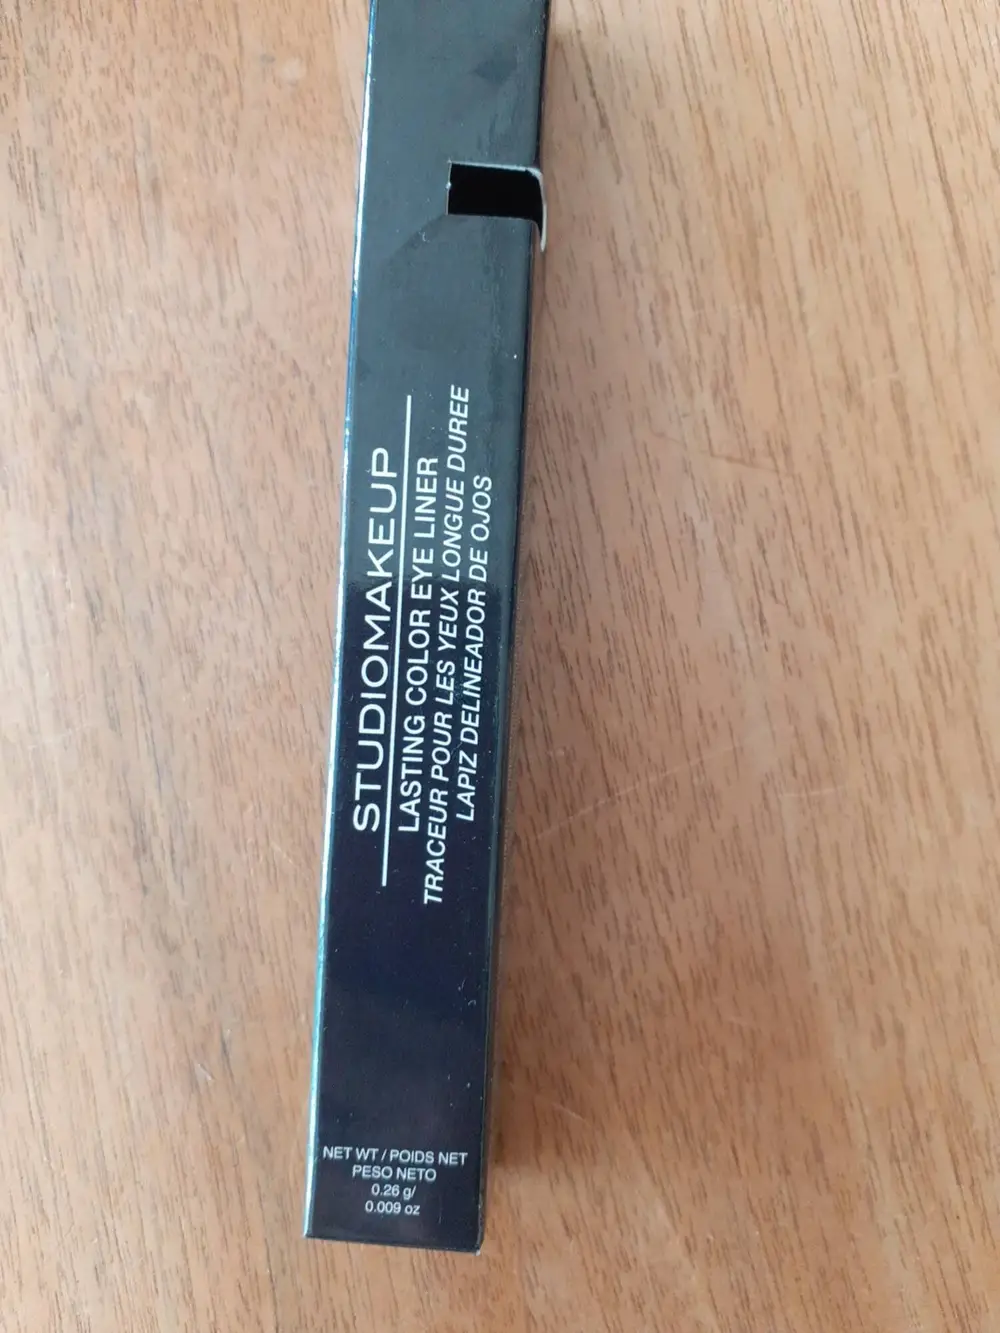 STUDIOMAKEUP
LASTING COLOR EYE LINER
TRACEUR POUR LES YEUX LONGUE DUREE
LAPIZ DELINEADOR DE OJOS
NET WT / POIDS NET
PESO NETO
0.26 g/
0.009 oz